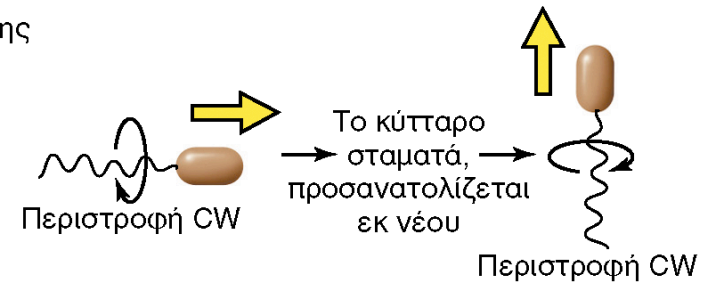 ης
Το κύτταρο
σταματά,
προσανατολίζεται
εκ νέου
Περιστροφή CW
Περιστροφή CW